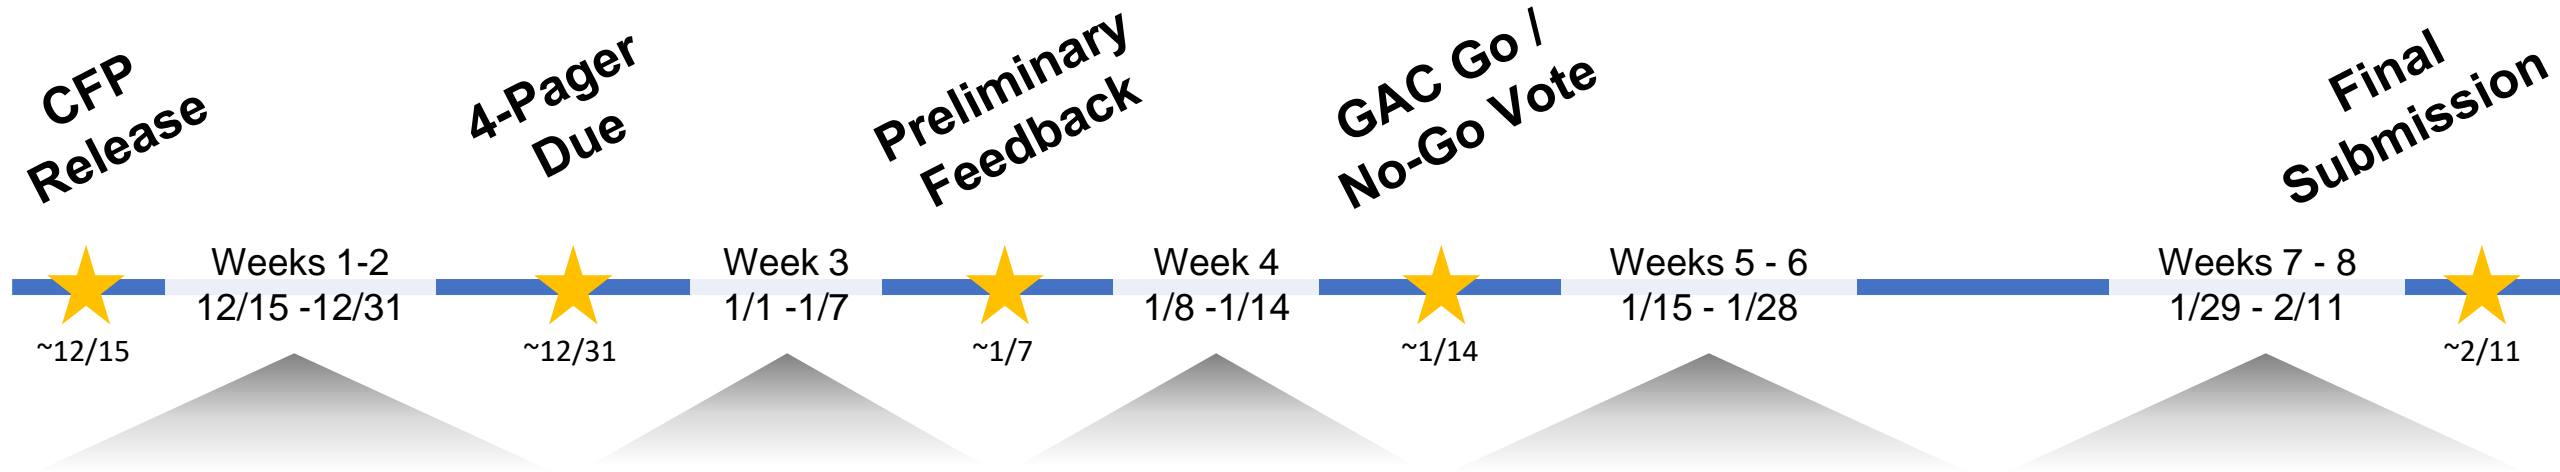 CFP
Release
4-Pager
Due
Preliminary
Feedback
GAC Go /
No-Go Vote
Final
Submission
Weeks 1-2
12/15 -12/31
Week 3
1/1 -1/7
Week 4
1/8 -1/14
Weeks 5 - 6
1/15 - 1/28
Weeks 7 - 8
1/29 - 2/11
~12/15
~12/31
~1/7
~1/14
~2/11